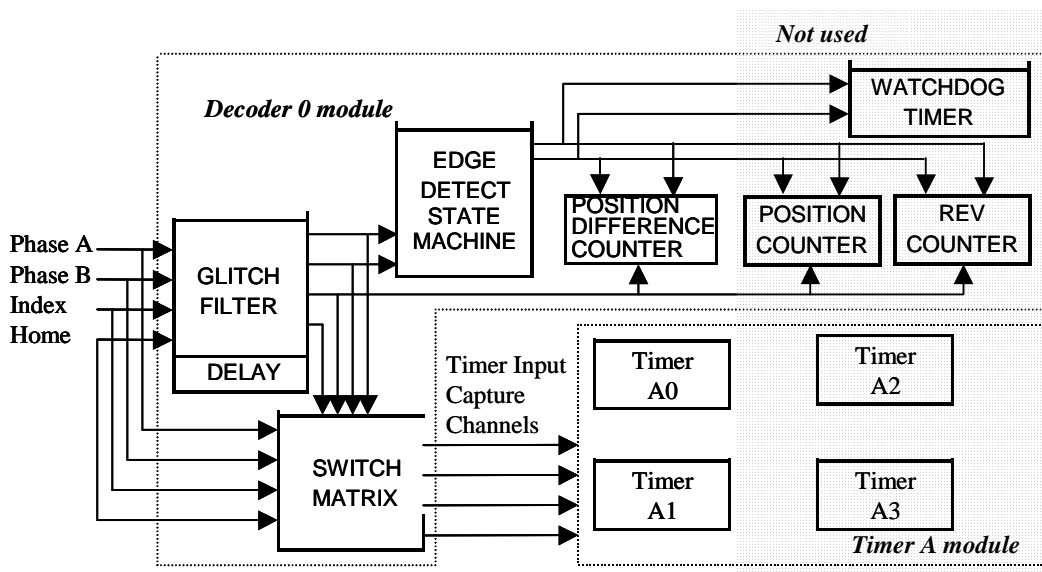 Not used
Decoder 0 module
WATCHDOG
TIMER
EDGE
DETECT
STATE
MACHINE
POSITION
DIFFERENCE
COUNTER
POSITION
COUNTER
REV
COUNTER
Phase A
Phase B
Index
Home
GLITCH
FILTER
DELAY
Timer Input
Capture
Channels
SWITCH
MATRIX
Timer
A0
Timer
A2
Timer
A1
Timer
A3
Timer A module